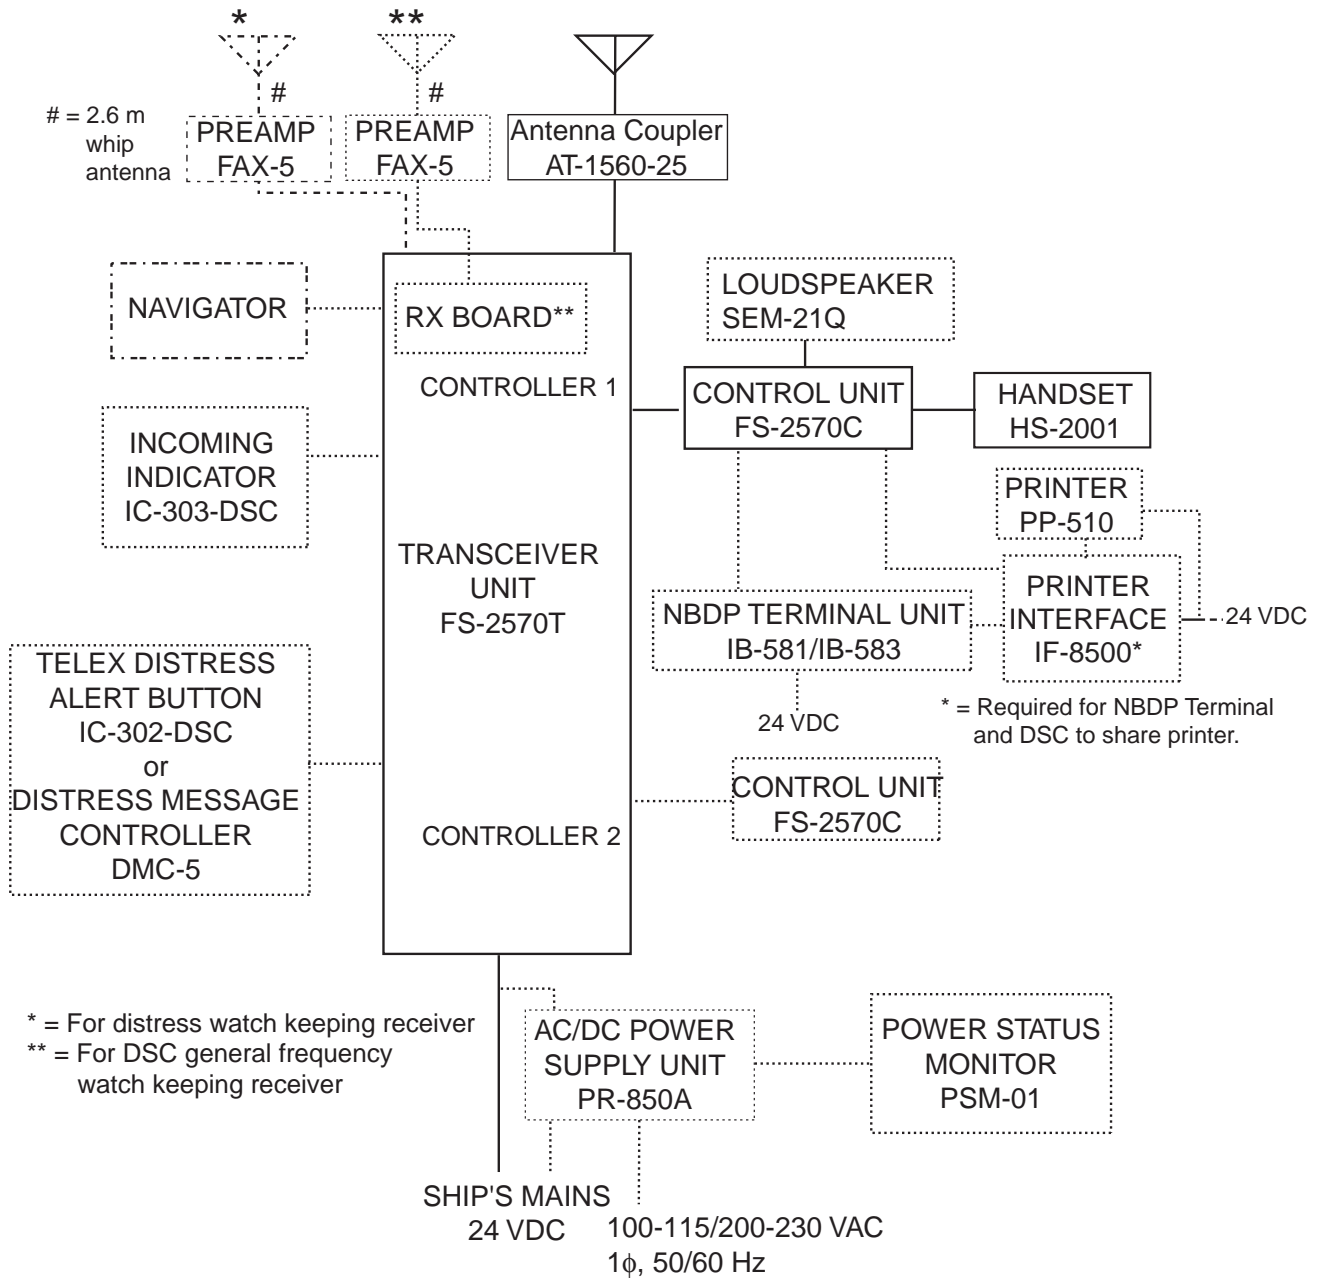 * **
# #
# = 2.6 m
whip
antenna
PREAMP
FAX-5
PREAMP
FAX-5
Antenna Coupler
AT-1560-25
NAVIGATOR
RX BOARD**
LOUDSPEAKER
SEM-21Q
CONTROLLER 1
CONTROL UNIT
FS-2570C
HANDSET
HS-2001
INCOMING
INDICATOR
IC-303-DSC
PRINTER
PP-510
TRANSCEIVER
UNIT
FS-2570T
NBDP TERMINAL UNIT
IB-581/IB-583
PRINTER
INTERFACE
IF-8500*
24 VDC
24 VDC
* = Required for NBDP Terminal
and DSC to share printer.
TELEX DISTRESS
ALERT BUTTON
IC-302-DSC
or
DISTRESS MESSAGE
CONTROLLER
DMC-5
CONTROL UNIT
FS-2570C
CONTROLLER 2
* = For distress watch keeping receiver
** = For DSC general frequency
watch keeping receiver
AC/DC POWER
SUPPLY UNIT
PR-850A
POWER STATUS
MONITOR
PSM-01
SHIP'S MAINS
24 VDC
100-115/200-230 VAC
1ϕ, 50/60 Hz